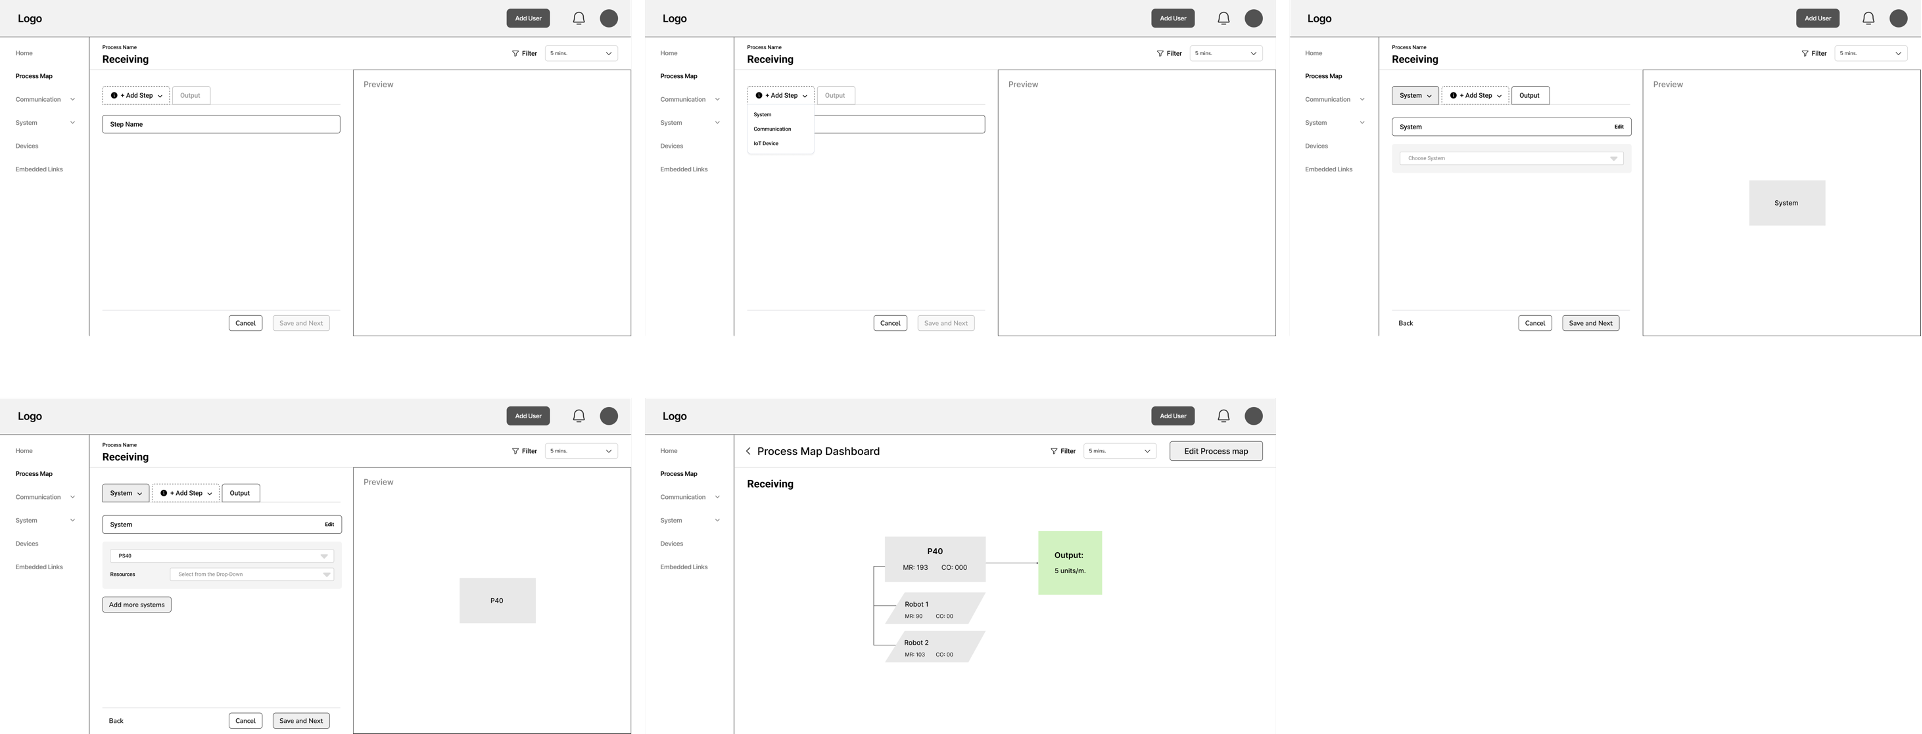 Logo
Add User
Home
Process Map
Communication
System
Devices
Embedded Links
Process Name
Receiving
Filter
5 mins.
+ Add Step
Output
Step Name
Cancel
Save and Next
Preview
Logo
Add User
Home
Process Map
Communication
System
Devices
Embedded Links
Process Name
Receiving
Filter
5 mins.
+ Add Step
Output
System
Communication
IoT Device
Cancel
Save and Next
Preview
Logo
Add User
Home
Process Map
Communication
System
Devices
Embedded Links
Process Name
Receiving
Filter
5 mins.
System
+ Add Step
Output
System
Edit
Choose System
Back
Cancel
Save and Next
Preview
System
Logo
Add User
Home
Process Map
Communication
System
Devices
Embedded Links
Process Name
Receiving
Filter
5 mins.
System
+ Add Step
Output
System
Edit
PS40
Resources
Select from the Drop-Down
Add more systems
Back
Cancel
Save and Next
Preview
P40
Logo
Add User
Home
Process Map
Communication
System
Devices
Embedded Links
Process Map Dashboard
Filter
5 mins.
Edit Process map
Receiving
P40
MR: 193 CO: 000
Robot 1
MR: 90 CO: 00
Robot 2
MR: 103 CO: 00
Output:
5 units/m.